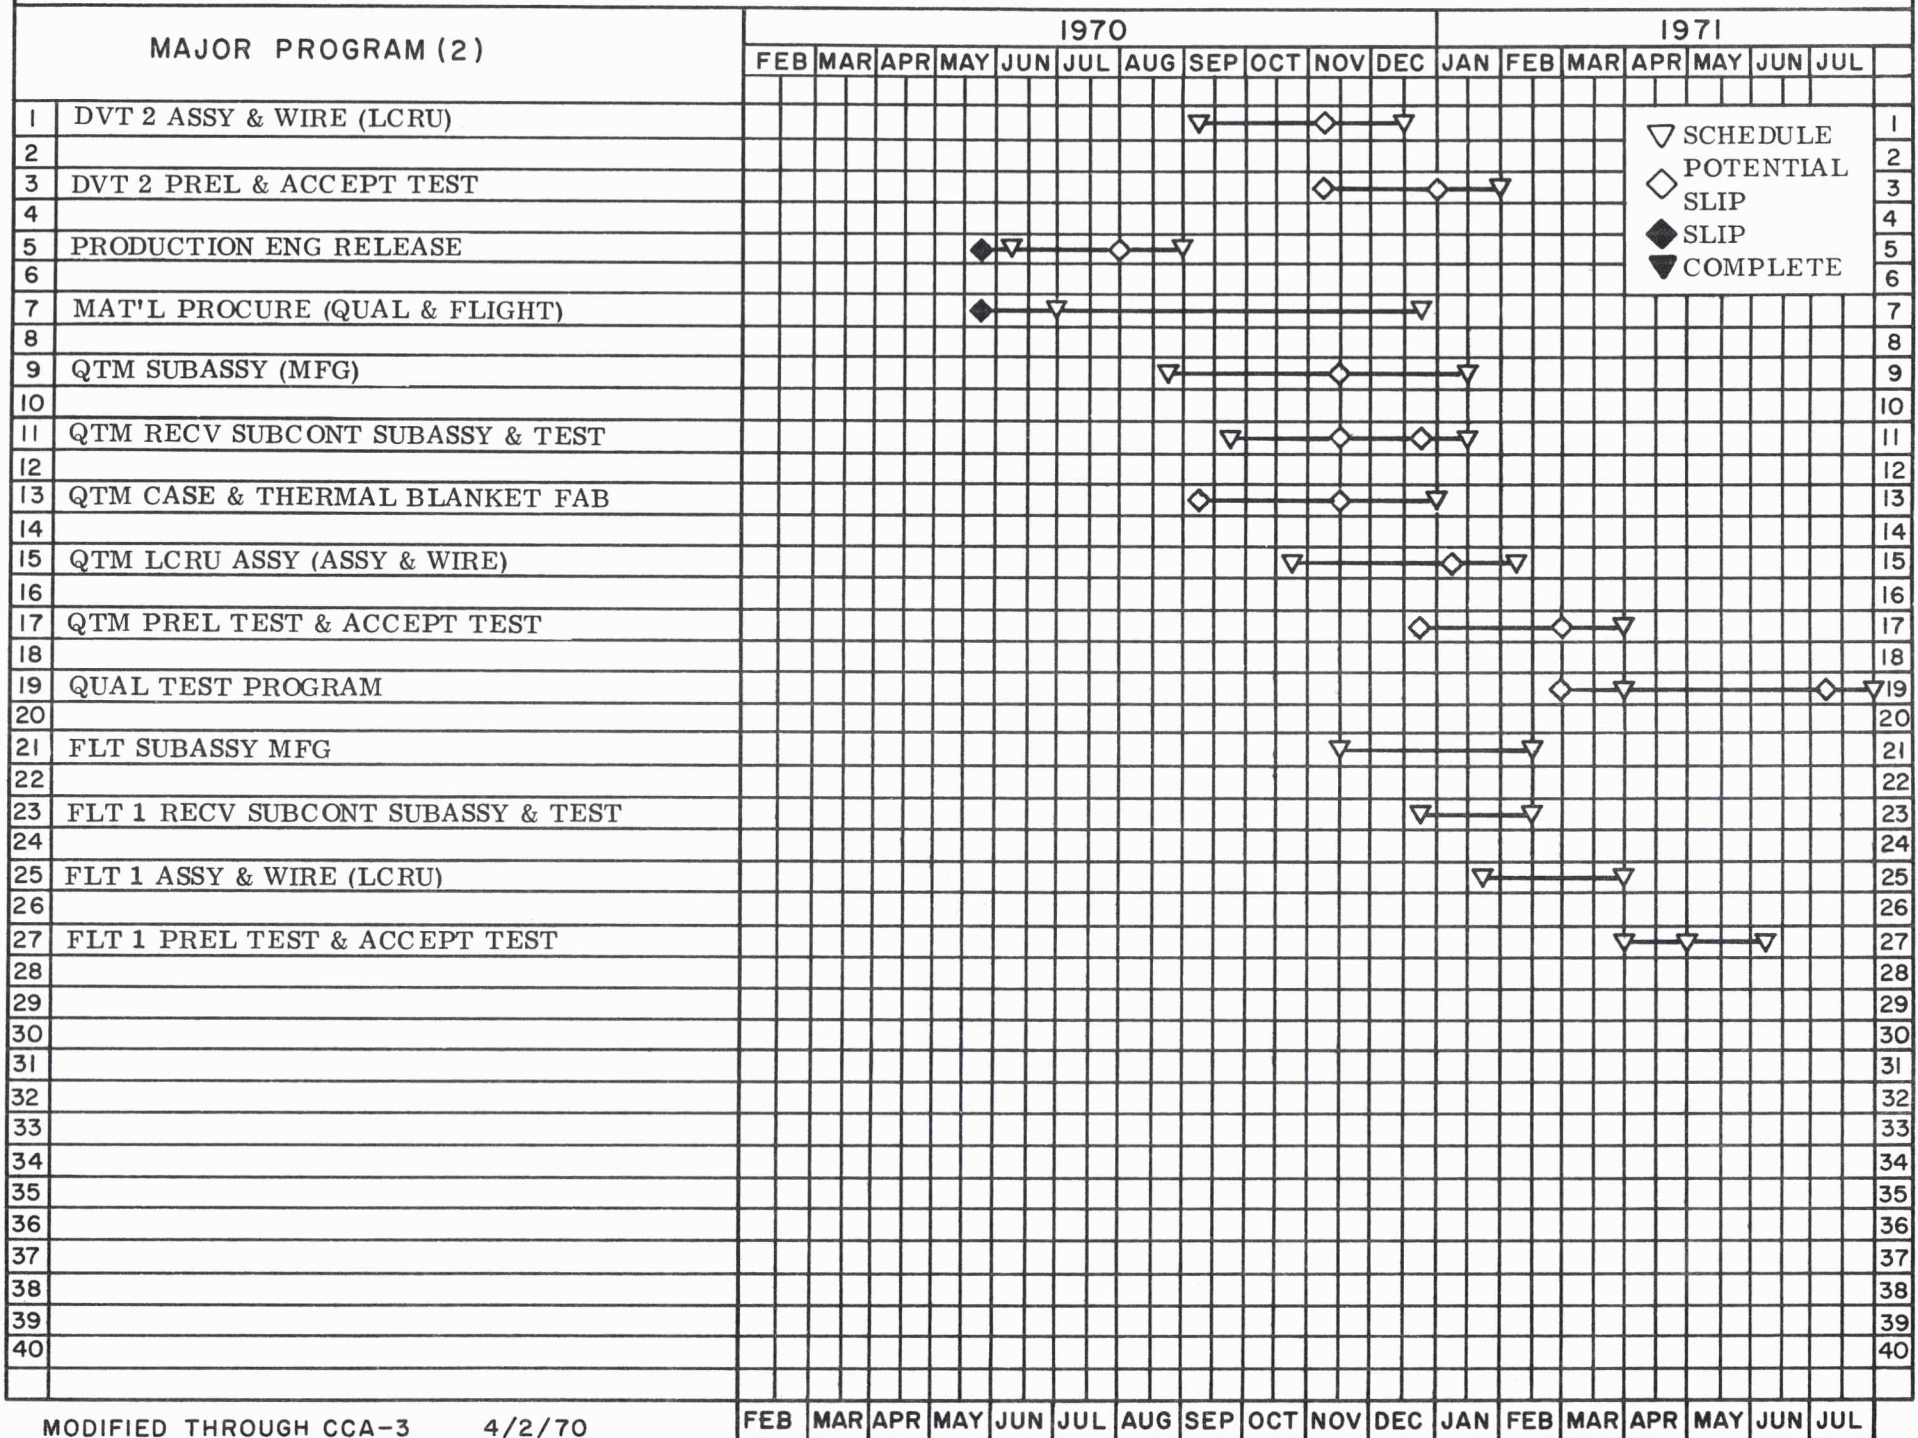 MAJOR PROGRAM (2)
1970 1971
FEB MAR APR MAY JUN JUL AUG SEP OCT NOV DEC JAN FEB MAR APR MAY JUN JUL
1 DVT 2 ASSY & WIRE (LCRU) 1
SCHEDULE
2 2
POTENTIAL
3 DVT 2 PREL & ACCEPT TEST 3
SLIP
4 4
SLIP
5 PRODUCTION ENG RELEASE 5
COMPLETE
6 6
7 MAT'L PROCURE (QUAL & FLIGHT) 7
8 8
9 QTM SUBASSY (MFG) 9
10 10
11 QTM RECV SUBCONT SUBASSY & TEST 11
12 12
13 QTM CASE & THERMAL BLANKET FAB 13
14 14
15 QTM LCRU ASSY (ASSY & WIRE) 15
16 16
17 QTM PREL TEST & ACCEPT TEST 17
18 18
19 QUAL TEST PROGRAM 19
20 20
21 FLT SUBASSY MFG 21
22 22
23 FLT 1 RECV SUBCONT SUBASSY & TEST 23
24 24
25 FLT 1 ASSY & WIRE (LCRU) 25
26 26
27 FLT 1 PREL TEST & ACCEPT TEST 27
28 28
29 29
30 30
31 31
32 32
33 33
34 34
35 35
36 36
37 37
38 38
39 39
40 40
MODIFIED THROUGH CCA-3 4/2/70 FEB MAR APR MAY JUN JUL AUG SEP OCT NOV DEC JAN FEB MAR APR MAY JUN JUL